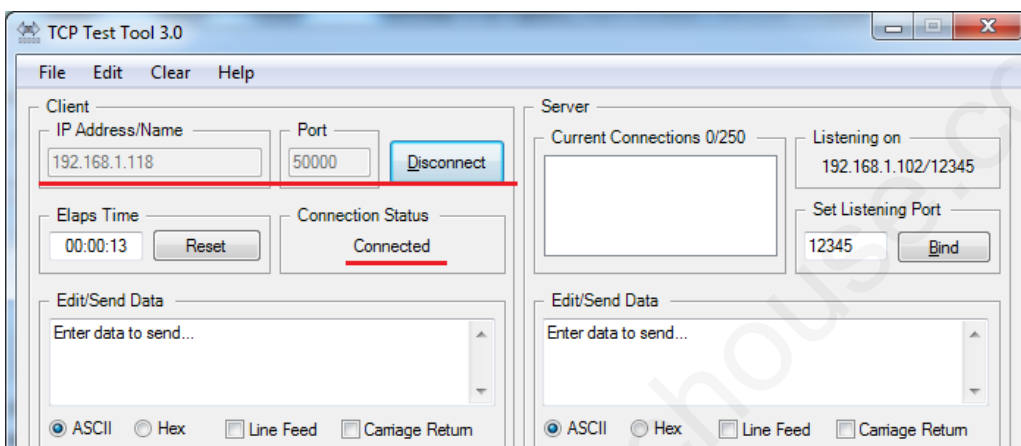 TCP Test Tool 3.0
File Edit Clear Help
Client
IP Address/Name
Port
192.168.1.118
50000
Disconnect
Elaps Time
00:00:13
Reset
Connection Status
Connected
Edit/Send Data
Enter data to send...
ASCII Hex Line Feed Carriage Return
Server
Current Connections 0/250
Listening on
192.168.1.102/12345
Set Listening Port
12345
Bind
Edit/Send Data
Enter data to send...
ASCII Hex Line Feed Carriage Return